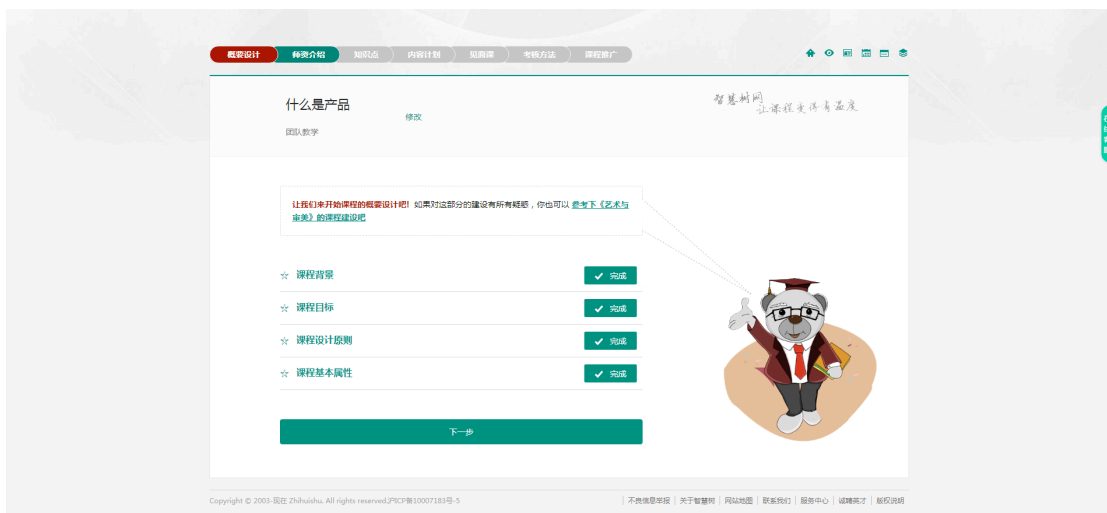 概要设计 师资介绍 知识点 内容计划 见面课 考核方法 课程推广
什么是产品
修改
团队教学
智慧树网
让课程变得有温度
让我们来开始课程的概要设计吧! 如果对这部分的建设有所有疑惑，你也可以 参考下《艺术与
审美》的课程建设吧
☆ 课程背景 ✓ 完成
☆ 课程目标 ✓ 完成
☆ 课程设计原则 ✓ 完成
☆ 课程基本属性 ✓ 完成
下一步
Copyright © 2003-现在 Zhihuishu. All rights reserved.沪ICP备10007183号-5 | 不良信息举报 | 关于智慧树 | 网站地图 | 联系我们 | 服务中心 | 诚聘英才 | 版权说明